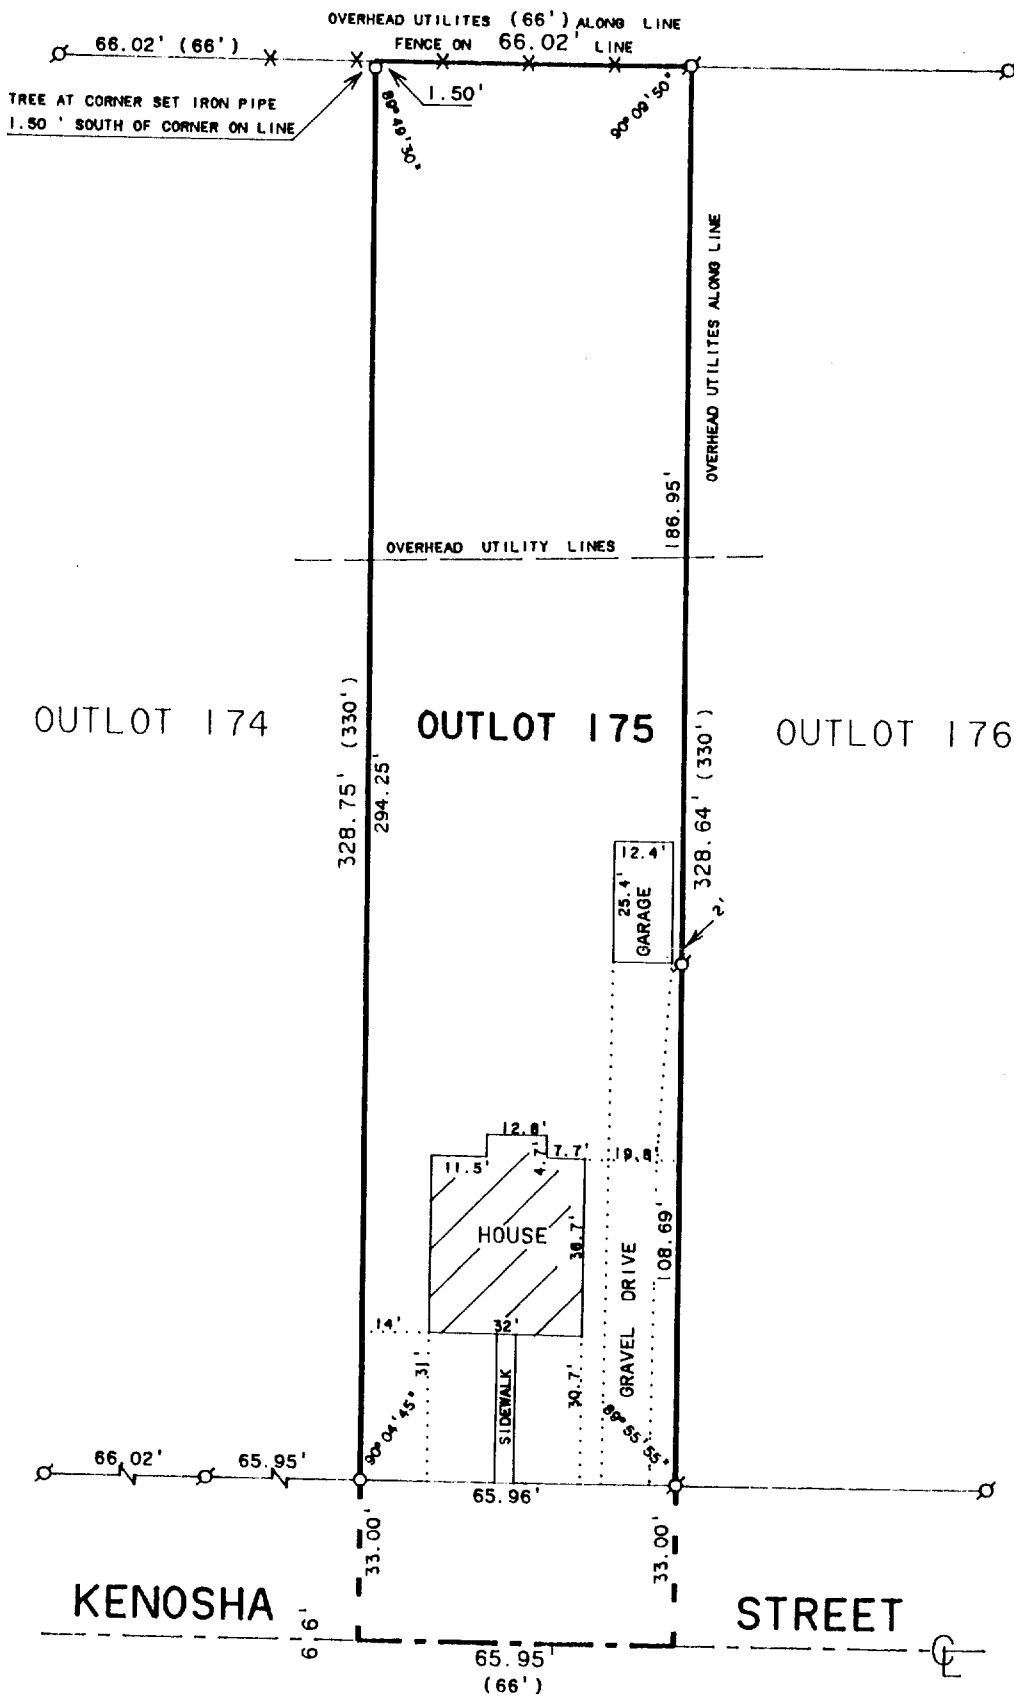 OVERHEAD UTILITES (66') ALONG LINE
66.02' (66')
FENCE ON 66.02' LINE
TREE AT CORNER SET IRON PIPE
1.50 ' SOUTH OF CORNER ON LINE
1.50'
89° 49' 30"
90° 09' 50"
OVERHEAD UTILITES ALONG LINE
186.95'
OVERHEAD UTILITY LINES
OUTLOT 174
OUTLOT 175
OUTLOT 176
328.75' (330')
294.25'
328.64' (330')
12.4'
25.4'
GARAGE
2'
12.8'
11.5'
4.7'
7.7'
19.8'
HOUSE
38.7'
108.69'
GRAVEL DRIVE
14'
32'
31'
30.7'
SIDEWALK
90° 04' 45"
89° 55' 55"
66.02'
65.95'
65.96'
33.00'
33.00'
KENOSHA STREET
66'
65.95'
(66')
CL